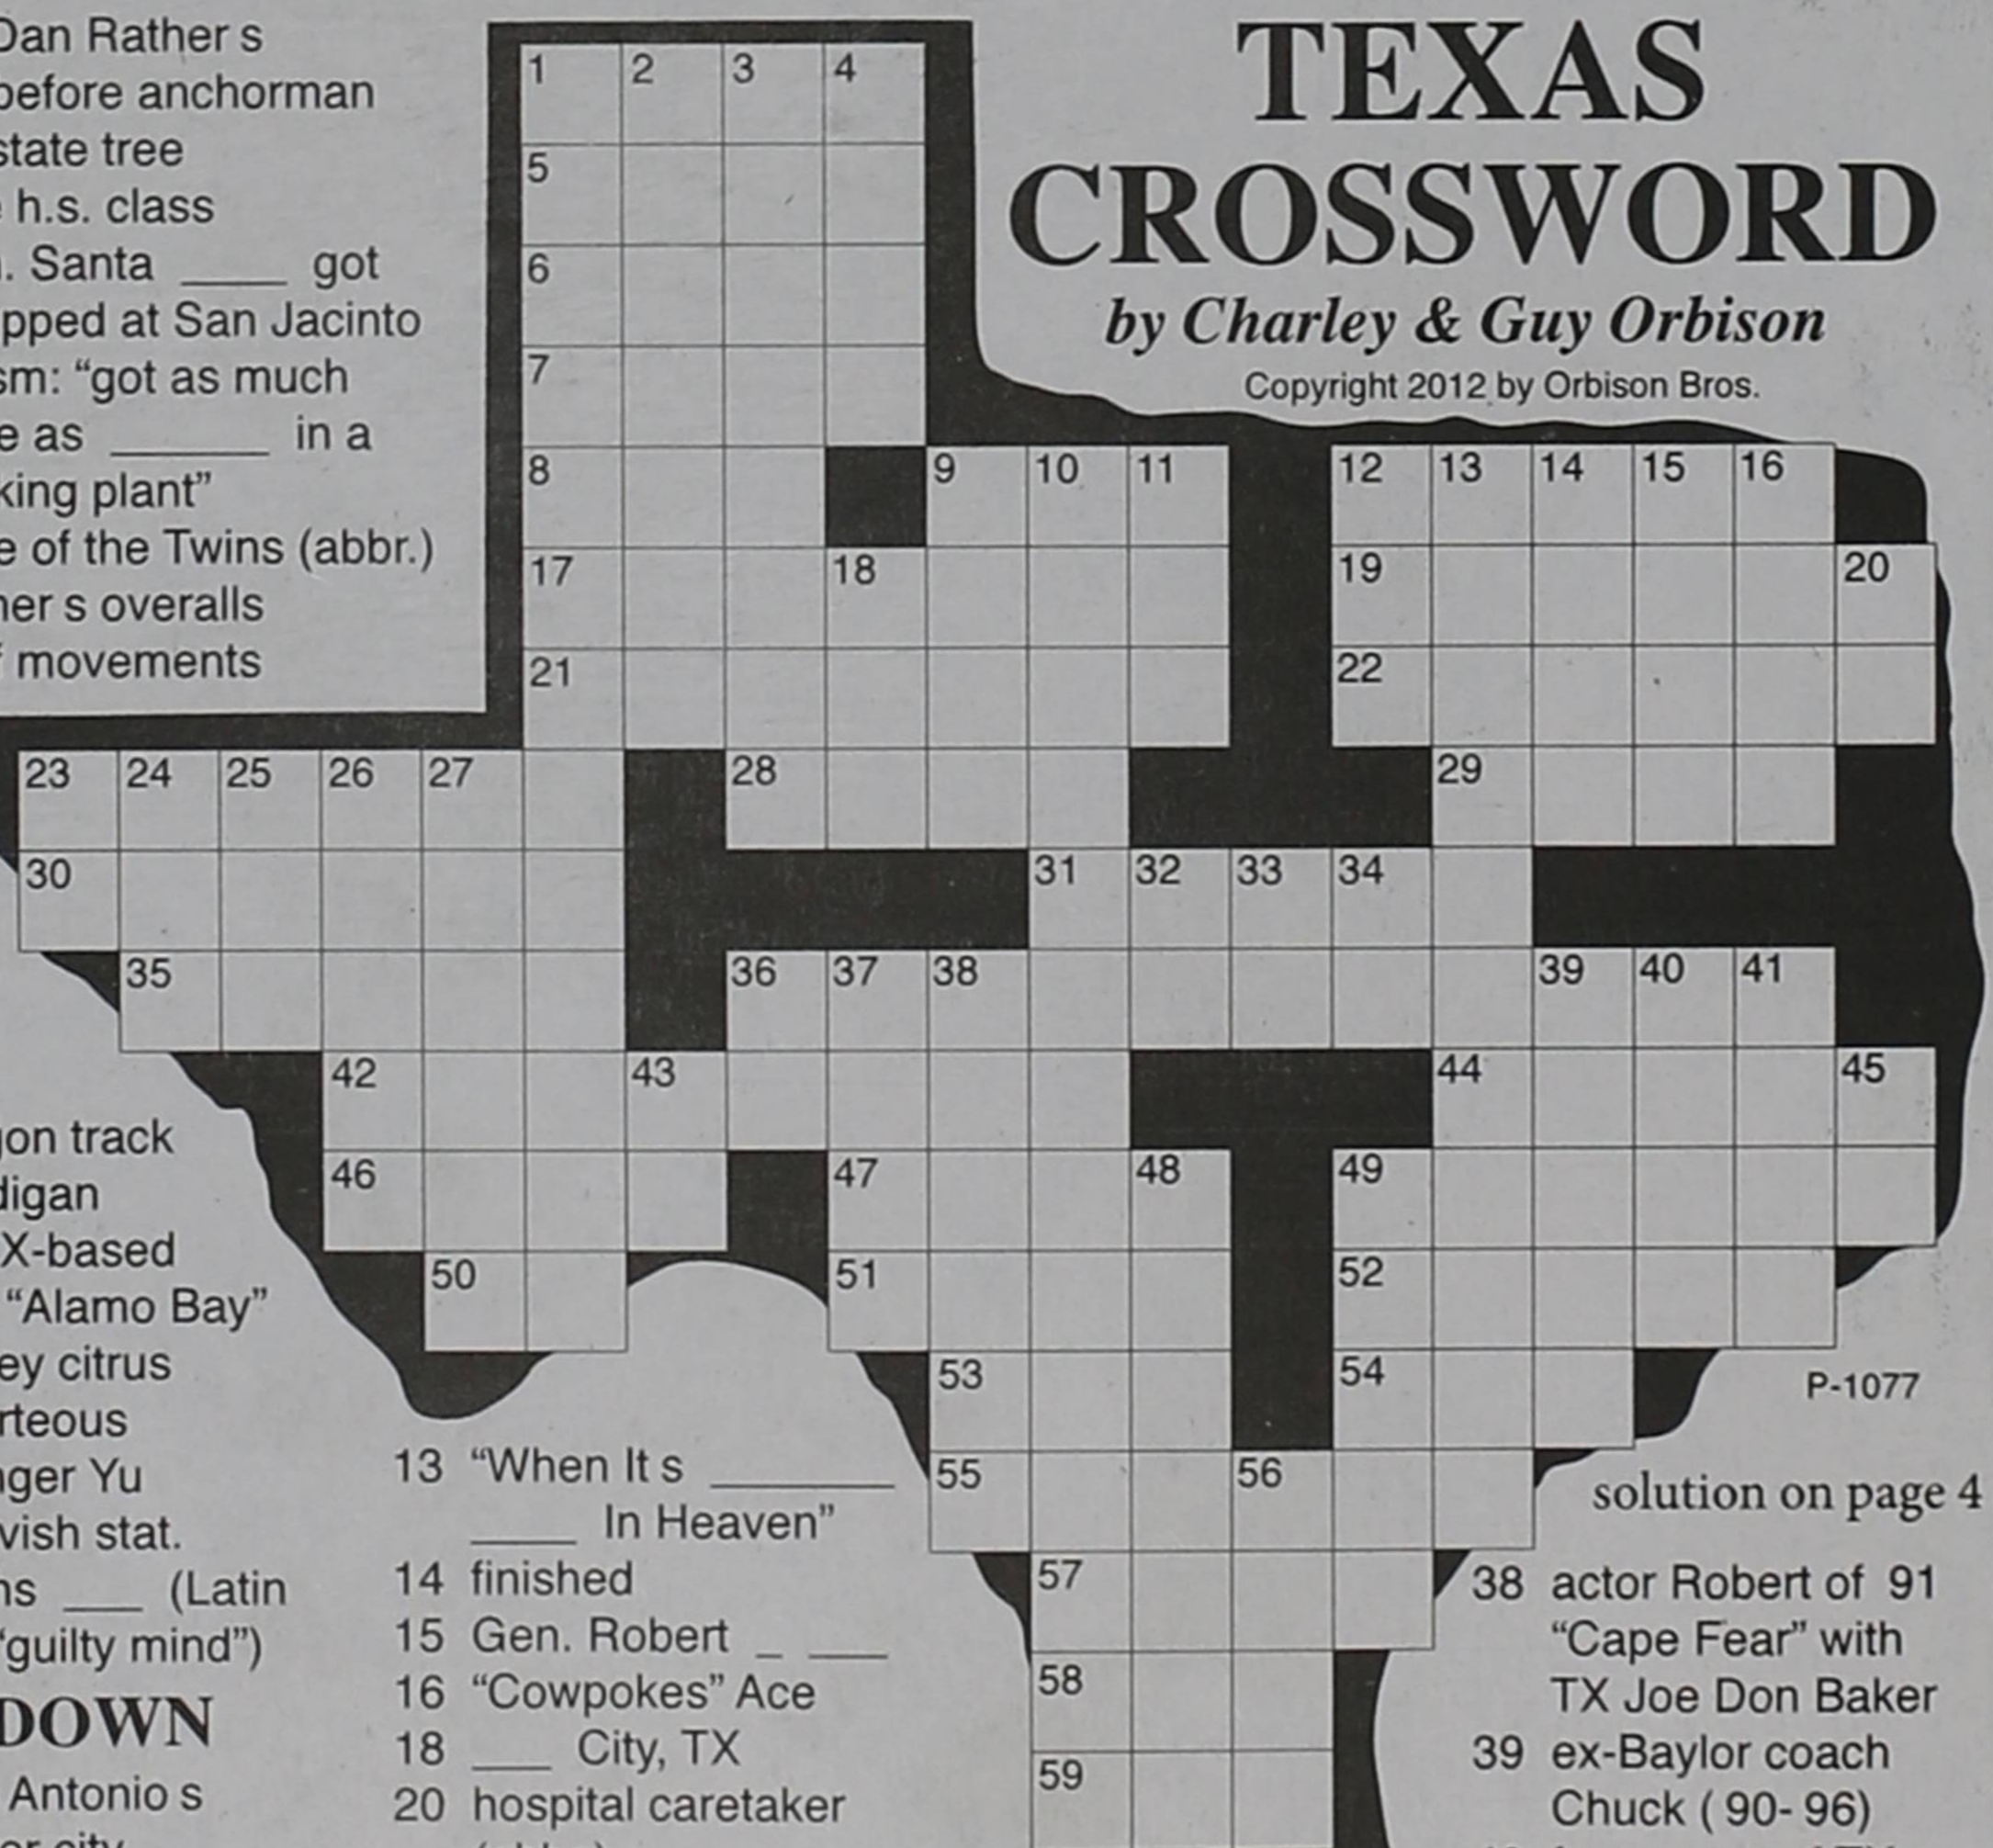 Dan Rather s
before anchorman
state tree
h.s. class
. Santa ____ got
pped at San Jacinto
sm: “got as much
e as ______ in a
king plant”
e of the Twins (abbr.)
ner s overalls
movements
TEXAS
CROSSWORD
by Charley & Guy Orbison
Copyright 2012 by Orbison Bros.
1 2 3 4
5
6
7
8 9 10 11 12 13 14 15 16
17 18 19 20
21 22
23 24 25 26 27 28 29
30 31 32 33 34
35 36 37 38 39 40 41
42 43 44 45
46 47 48 49
50 51 52
53 54
55 56
57
58
59
P-1077
solution on page 4
gon track
digan
X-based
“Alamo Bay”
ey citrus
rteous
nger Yu
vish stat.
ns ___ (Latin
“guilty mind”)
DOWN
Antonio s
er city
13 “When It s _______
____ In Heaven”
14 finished
15 Gen. Robert _ ___
16 “Cowpokes” Ace
18 ___ City, TX
20 hospital caretaker
38 actor Robert of 91
“Cape Fear” with
TX Joe Don Baker
39 ex-Baylor coach
Chuck ( 90- 96)